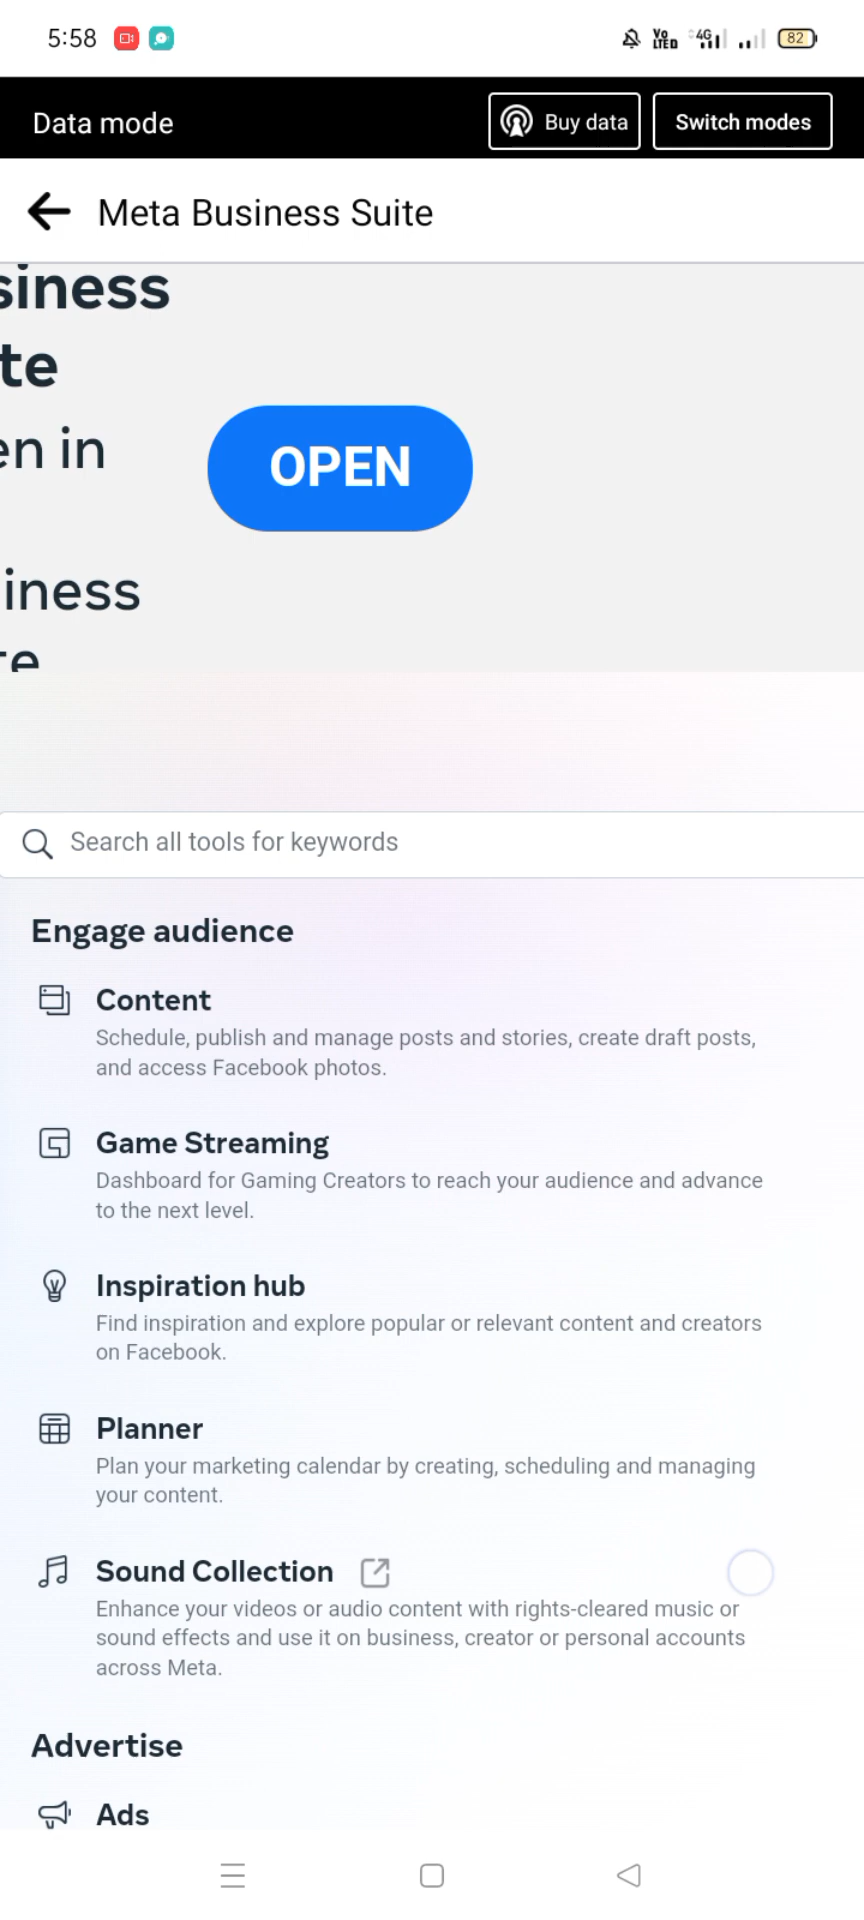 5:58
VoLTED 4G 82
Data mode
Buy data
Switch modes
Meta Business Suite
siness
te
en in
OPEN
iness
te
Search all tools for keywords
Engage audience
Content
Schedule, publish and manage posts and stories, create draft posts,
and access Facebook photos.
Game Streaming
Dashboard for Gaming Creators to reach your audience and advance
to the next level.
Inspiration hub
Find inspiration and explore popular or relevant content and creators
on Facebook.
Planner
Plan your marketing calendar by creating, scheduling and managing
your content.
Sound Collection
Enhance your videos or audio content with rights-cleared music or
sound effects and use it on business, creator or personal accounts
across Meta.
Advertise
Ads